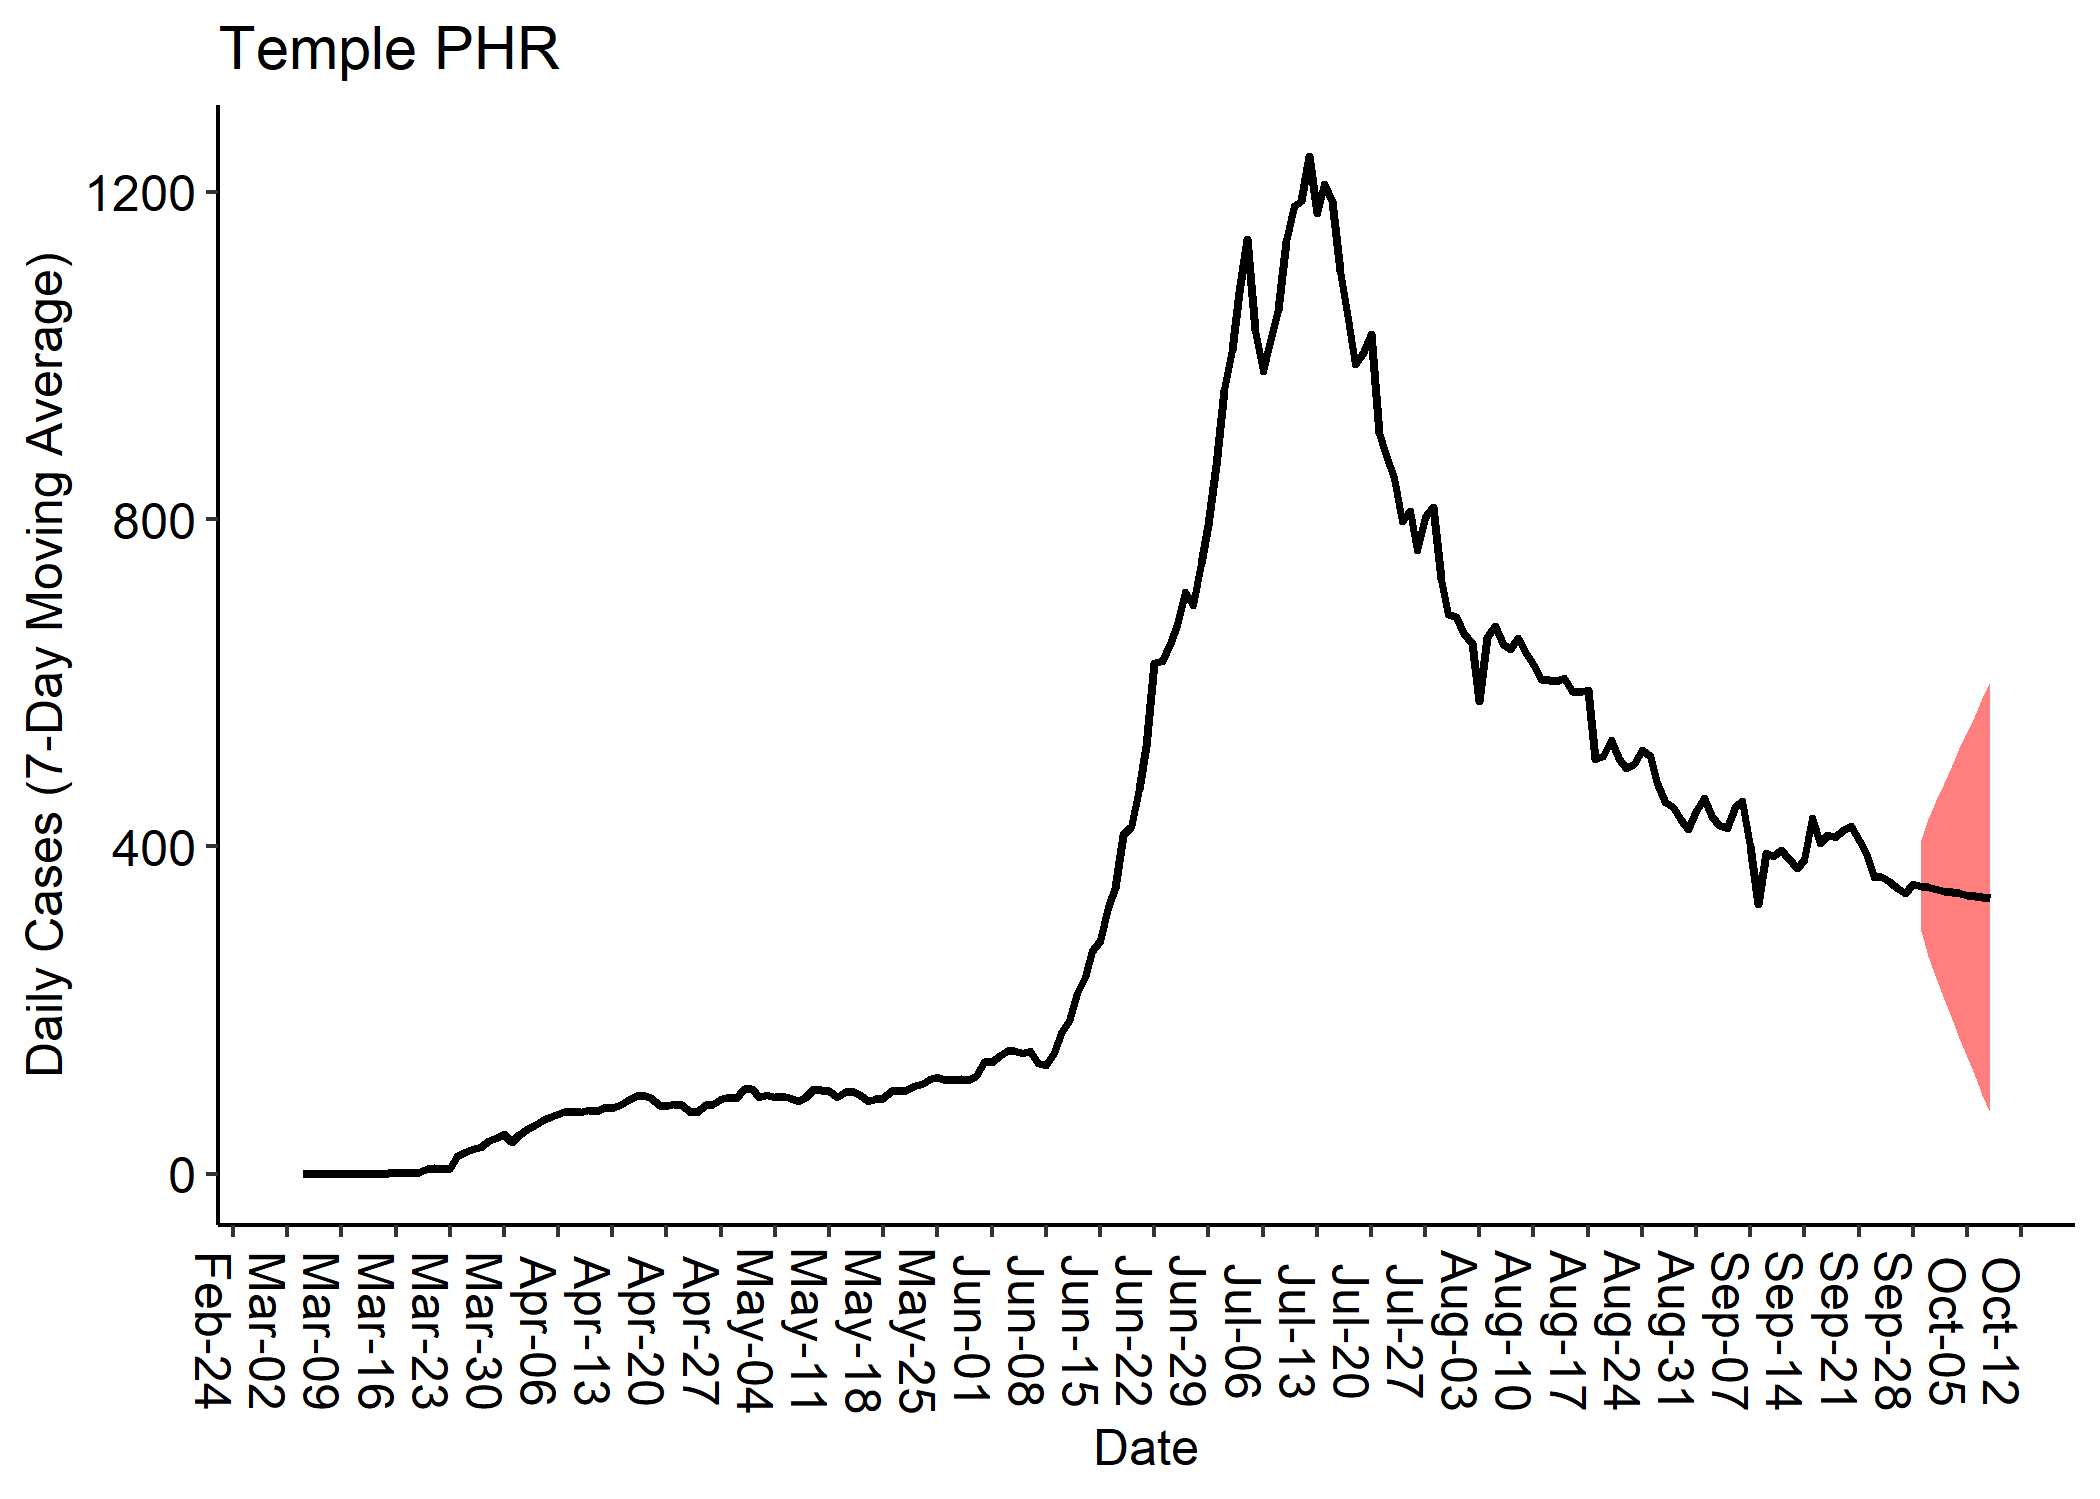 Temple PHR
Daily Cases (7-Day Moving Average)
1200
800
400
0
Feb-24
Mar-02
Mar-09
Mar-16
Mar-23
Mar-30
Apr-06
Apr-13
Apr-20
Apr-27
May-04
May-11
May-18
May-25
Jun-01
Jun-08
Jun-15
Jun-22
Jun-29
Jul-06
Jul-13
Jul-20
Jul-27
Aug-03
Aug-10
Aug-17
Aug-24
Aug-31
Sep-07
Sep-14
Sep-21
Sep-28
Oct-05
Oct-12
Date